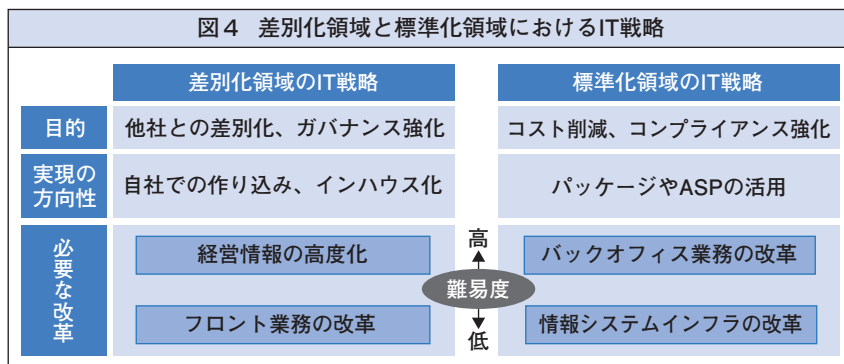 図4 差別化領域と標準化領域におけるIT戦略
差別化領域のIT戦略
標準化領域のIT戦略
目的
他社との差別化、ガバナンス強化
コスト削減、コンプライアンス強化
実現の
方向性
自社での作り込み、インハウス化
パッケージやASPの活用
必要な改革
経営情報の高度化
高
バックオフィス業務の改革
難易度
フロント業務の改革
低
情報システムインフラの改革